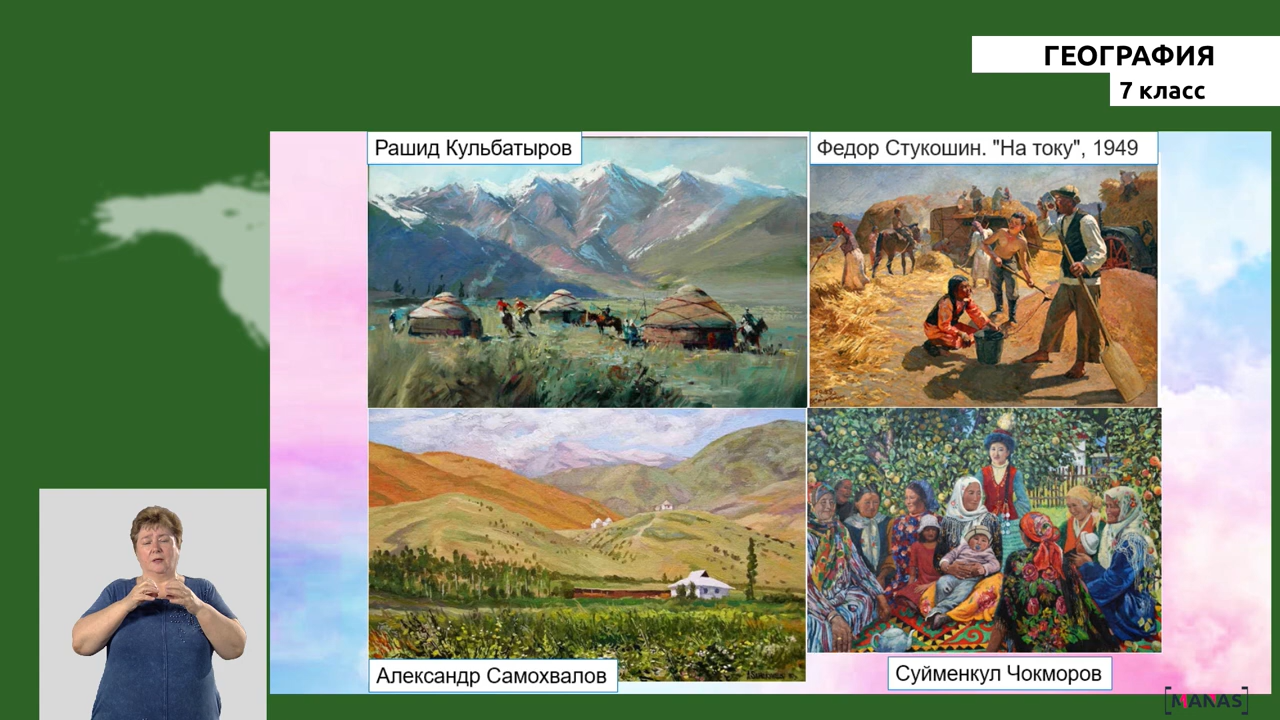 ГЕОГРАФИЯ
7 класс
Рашид Кульбатыров
Федор Стукошин. "На току", 1949
Александр Самохвалов
Суйменкул Чокморов
[MANAS]